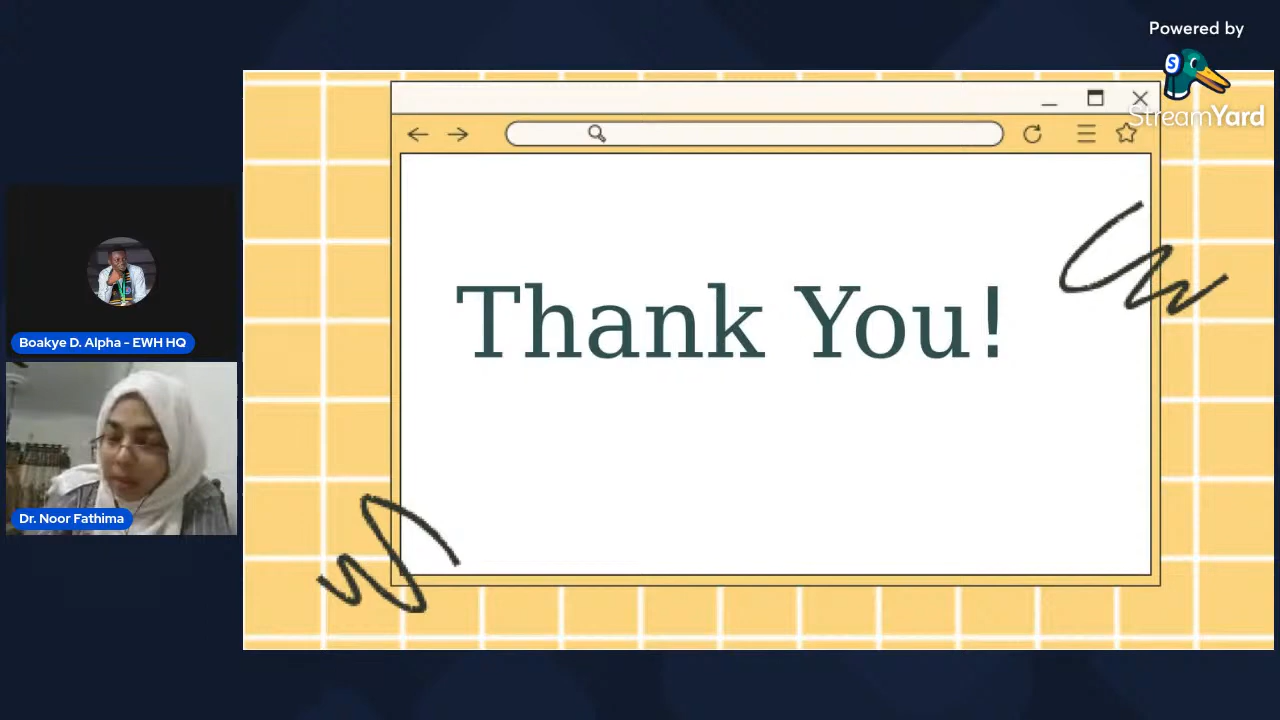 Powered by
StreamYard
Thank You!
Boakye D. Alpha - EWH HQ
Dr. Noor Fathima